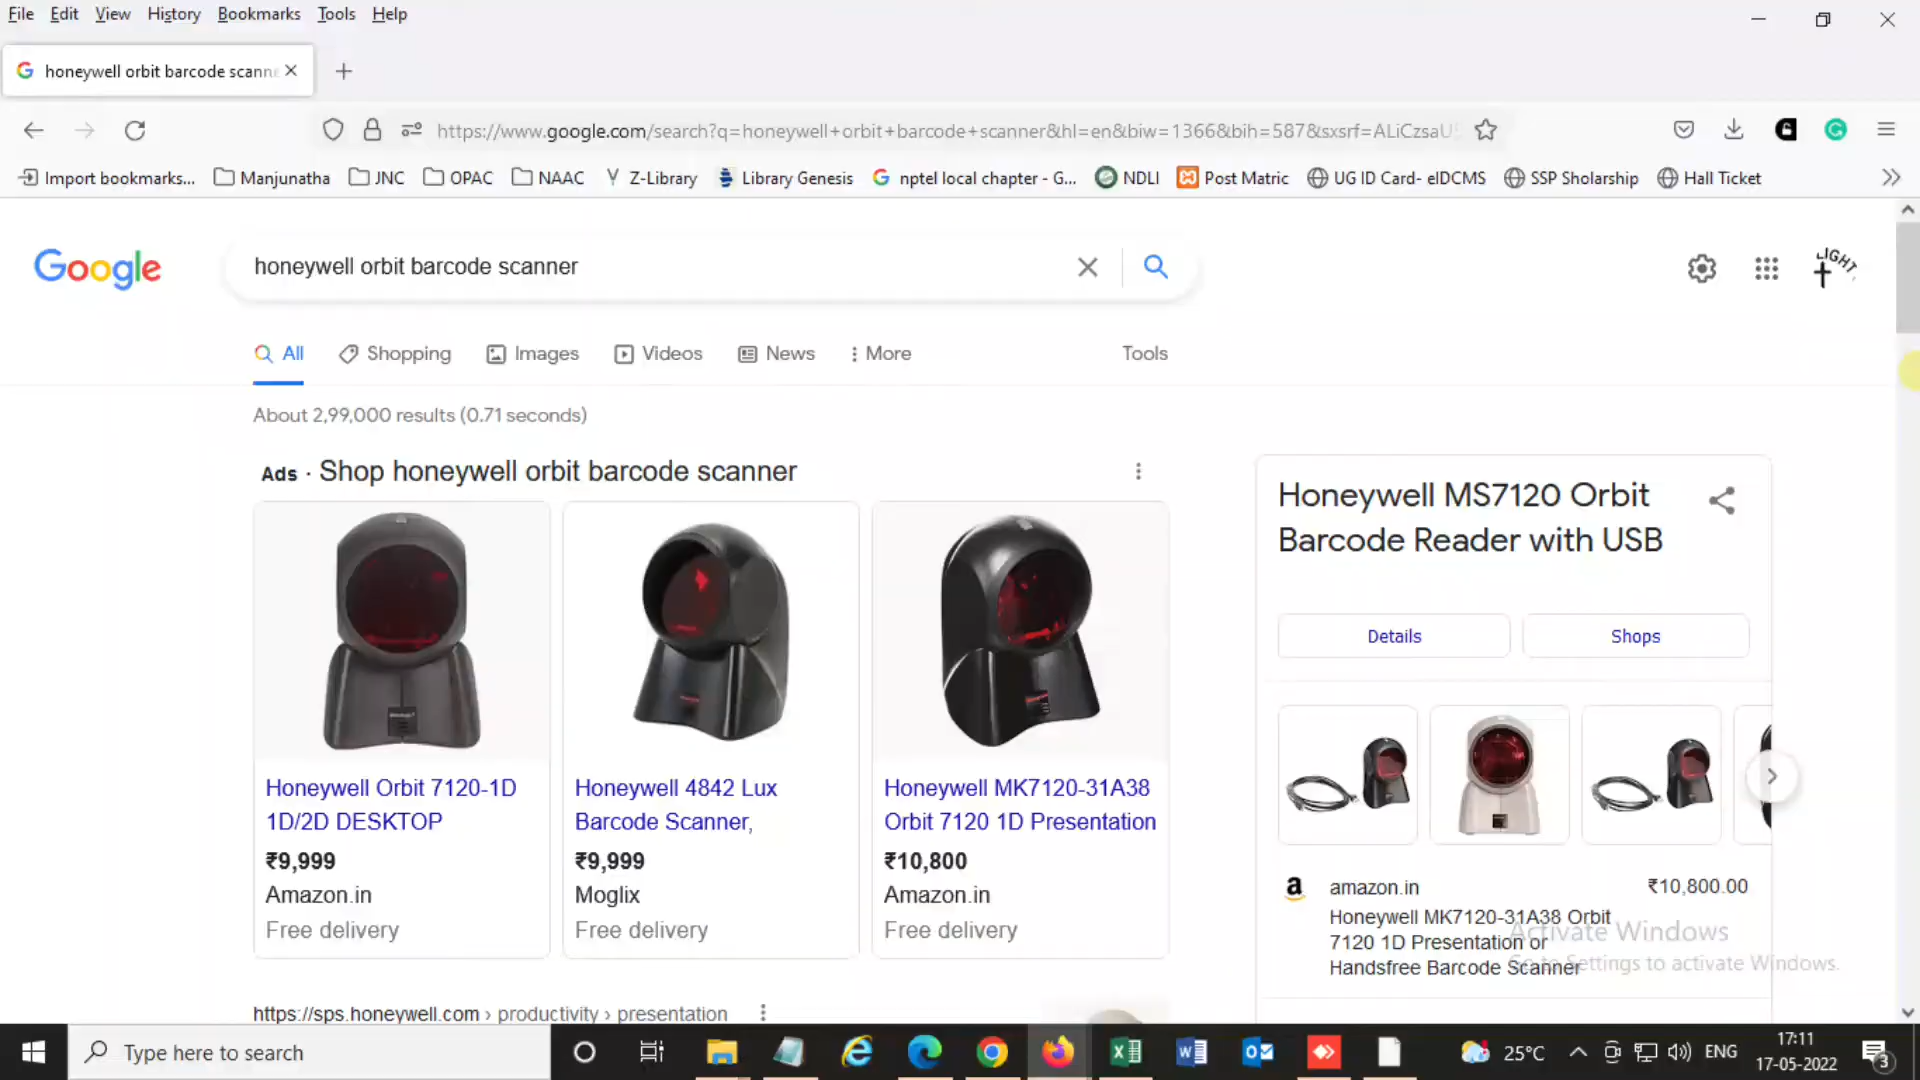 File Edit View History Bookmarks Tools Help
honeywell orbit barcode scanne
https://www.google.com/search?q=honeywell+orbit+barcode+scanner&hl=en&biw=1366&bih=587&sxsrf=ALiCzsaU
Import bookmarks... Manjunatha JNC OPAC NAAC Z-Library Library Genesis nptel local chapter - G... NDLI Post Matric UG ID Card- eIDCMS SSP Sholarship Hall Ticket
Google honeywell orbit barcode scanner LIGHT
All Shopping Images Videos News More Tools
About 2,99,000 results (0.71 seconds)
Ads · Shop honeywell orbit barcode scanner
Honeywell Orbit 7120-1D
1D/2D DESKTOP
₹9,999
Amazon.in
Free delivery
Honeywell 4842 Lux
Barcode Scanner,
₹9,999
Moglix
Free delivery
Honeywell MK7120-31A38
Orbit 7120 1D Presentation
₹10,800
Amazon.in
Free delivery
https://sps.honeywell.com › productivity › presentation
Honeywell MS7120 Orbit
Barcode Reader with USB
Details Shops
amazon.in ₹10,800.00
Honeywell MK7120-31A38 Orbit
7120 1D Presentation or
Handsfree Barcode Scanner
Activate Windows
Go to Settings to activate Windows.
Type here to search 25°C ENG 17:11
17-05-2022 3